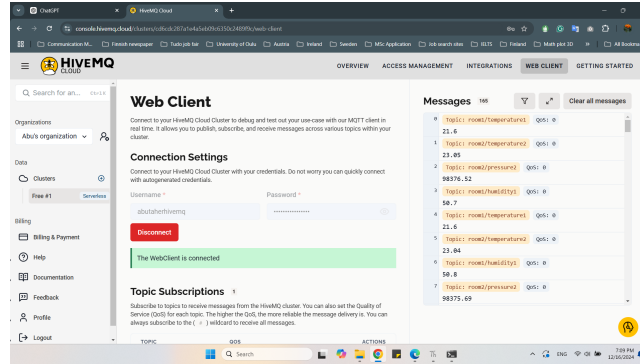 ChatGPT
HiveMQ Cloud
console.hivemq.cloud/clusters/cd6cdc287a1e4a5eb09c6350c2489f9c/web-client
Communication M...
Finnish newspaper
Tudo job list
University of Oulu
Austria
Ireland
Sweden
MSc Application
Job search sites
IELTS
Finland
Math plot 3D
All Bookmarks
HIVEMQ
CLOUD
OVERVIEW
ACCESS MANAGEMENT
INTEGRATIONS
WEB CLIENT
GETTING STARTED
Search for an...
Ctrl+K
Organizations
Abu's organization
Data
Clusters
Free #1
Serverless
Billing
Billing & Payment
Help
Documentation
Feedback
Profile
Logout
Web Client
Connect to your HiveMQ Cloud Cluster to debug and test out your use-case with our MQTT client in
real time. It allows you to publish, subscribe, and receive messages across various topics within your
cluster.
Connection Settings
Connect to your HiveMQ Cloud Cluster with your credentials. Do not worry you can quickly connect
with autogenerated credentials.
Username *
Password *
abutaherhivemq
Disconnect
The WebClient is connected
Topic Subscriptions 1
Subscribe to topics to receive messages from the HiveMQ cluster. You can also set the Quality of
Service (QoS) for each topic. The higher the QoS, the more reliable the message delivery is. You can
always subscribe to the ( # ) wildcard to receive all messages.
TOPIC
QOS
ACTIONS
Messages 165
Clear all messages
0 Topic: room1/temperature1 QoS: 0
21.6
1 Topic: room2/temperature2 QoS: 0
23.05
2 Topic: room2/pressure2 QoS: 0
98376.52
3 Topic: room1/humidity1 QoS: 0
50.7
4 Topic: room1/temperature1 QoS: 0
21.6
5 Topic: room2/temperature2 QoS: 0
23.04
6 Topic: room1/humidity1 QoS: 0
50.8
7 Topic: room2/pressure2 QoS: 0
98375.69
Search
ENG
7:09 PM
12/16/2024